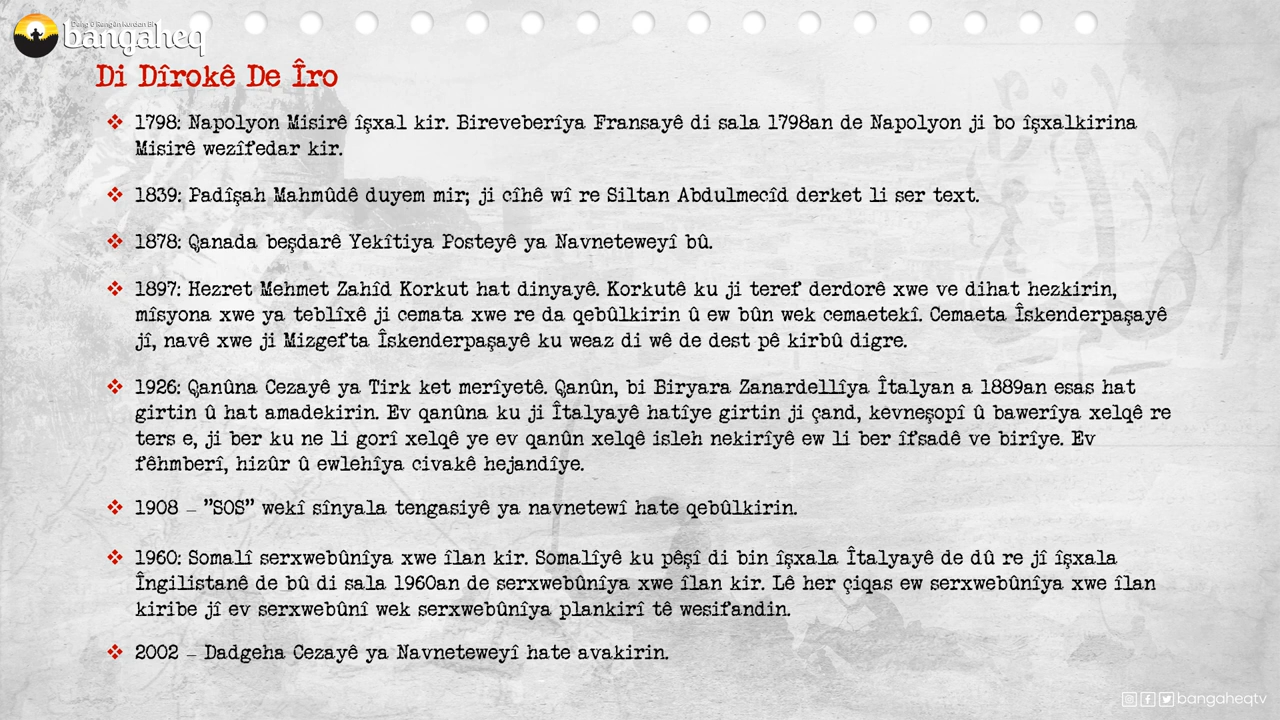 Deng û Rengên Kurdan Bi
bangaheq
Di Dîrokê De Îro
1798: Napolyon Misirê îşxal kir. Bireveberîya Fransayê di sala 1798an de Napolyon ji bo îşxalkirina
Misirê wezîfedar kir.
1839: Padîşah Mahmûdê duyem mir; ji cîhê wî re Siltan Abdulmecîd derket li ser text.
1878: Qanada beşdarê Yekîtiya Posteyê ya Navneteweyî bû.
1897: Hezret Mehmet Zahîd Korkut hat dinyayê. Korkutê ku ji teref derdorê xwe ve dihat hezkirin,
mîsyona xwe ya teblîxê ji cemata xwe re da qebûlkirin û ew bûn wek cemaetekî. Cemaeta Îskenderpaşayê
jî, navê xwe ji Mizgefta Îskenderpaşayê ku weaz di wê de dest pê kirbû digre.
1926: Qanûna Cezayê ya Tirk ket merîyetê. Qanûn, bi Biryara Zanardellîya Îtalyan a 1889an esas hat
girtin û hat amadekirin. Ev qanûna ku ji Îtalyayê hatîye girtin ji çand, kevneşopî û bawerîya xelqê re
ters e, ji ber ku ne li gorî xelqê ye ev qanûn xelqê isleh nekirîyê ew li ber îfsadê ve birîye. Ev
fêhmberî, hizûr û ewlehîya civakê hejandîye.
1908 – "SOS" wekî sînyala tengasiyê ya navnetewî hate qebûlkirin.
1960: Somalî serxwebûnîya xwe îlan kir. Somalîyê ku pêşî di bin îşxala Îtalyayê de dû re jî îşxala
Îngilistanê de bû di sala 1960an de serxwebûnîya xwe îlan kir. Lê her çiqas ew serxwebûnîya xwe îlan
kiribe jî ev serxwebûnî wek serxwebûnîya plankirî tê wesifandin.
2002 – Dadgeha Cezayê ya Navneteweyî hate avakirin.
bangaheqtv